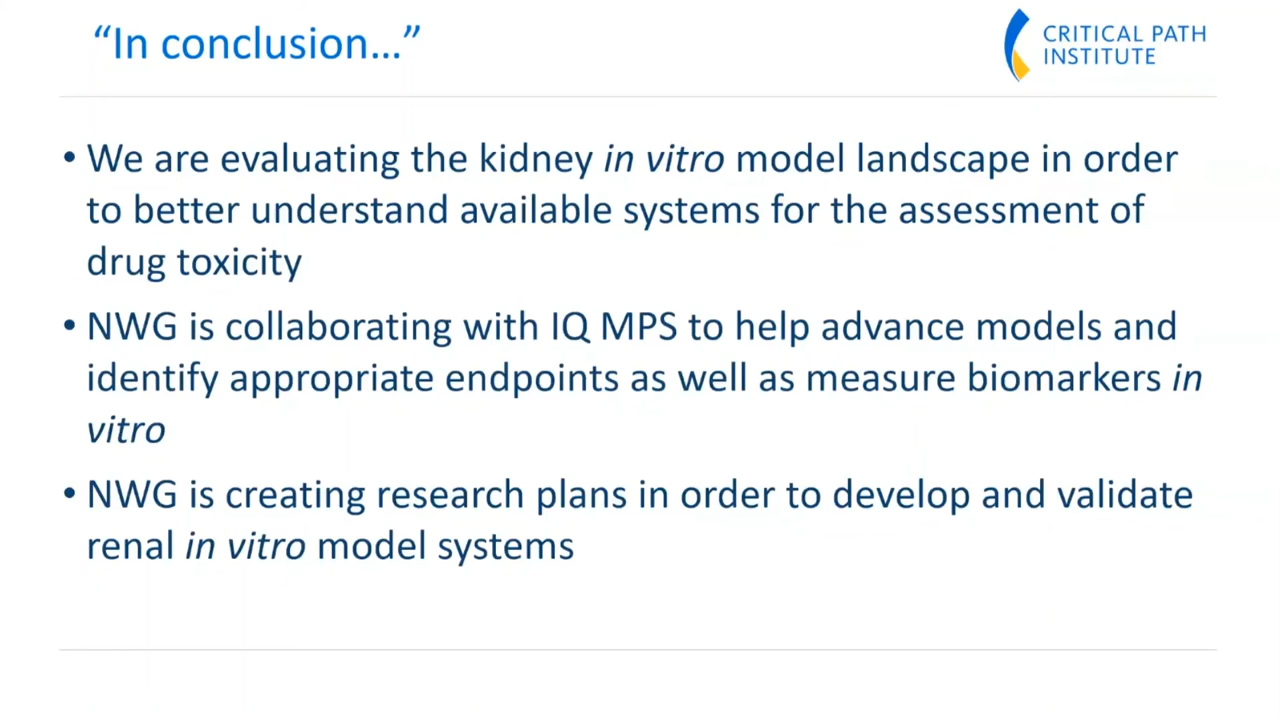 “In conclusion…”
CRITICAL PATH
INSTITUTE
• We are evaluating the kidney in vitro model landscape in order
to better understand available systems for the assessment of
drug toxicity
• NWG is collaborating with IQ MPS to help advance models and
identify appropriate endpoints as well as measure biomarkers in
vitro
• NWG is creating research plans in order to develop and validate
renal in vitro model systems